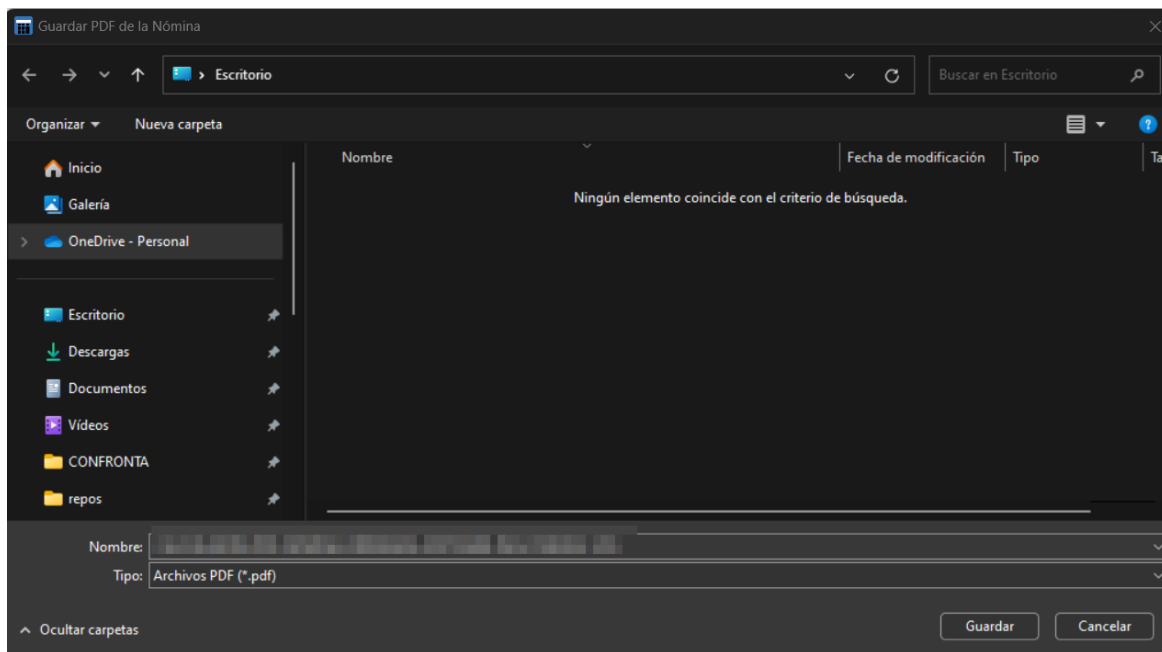 Guardar PDF de la Nómina
Escritorio
Buscar en Escritorio
Organizar
Nueva carpeta
Inicio
Galería
OneDrive - Personal
Escritorio
Descargas
Documentos
Vídeos
CONFRONTA
repos
Nombre
Fecha de modificación
Tipo
Ta
Ningún elemento coincide con el criterio de búsqueda.
Nombre:
Tipo: Archivos PDF (*.pdf)
Ocultar carpetas
Guardar
Cancelar